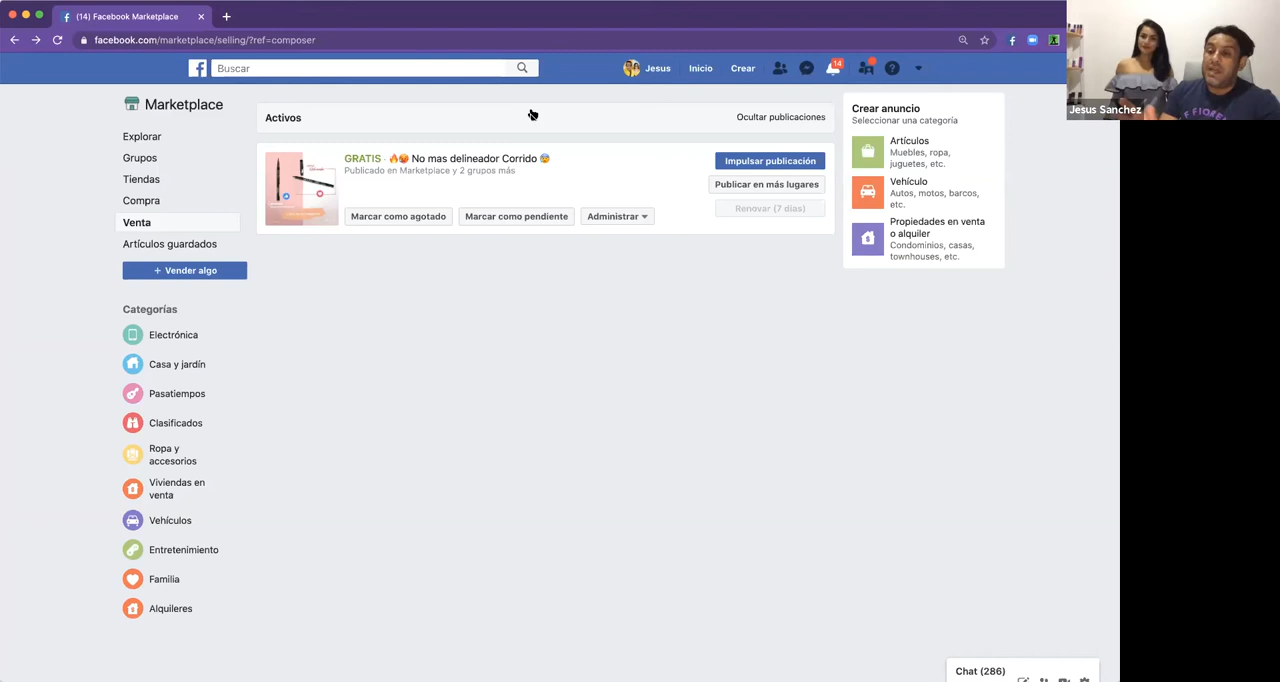 (14) Facebook Marketplace
facebook.com/marketplace/selling/?ref=composer
Buscar
Jesus
Inicio
Crear
14
Jesus Sanchez
Marketplace
Explorar
Grupos
Tiendas
Compra
Venta
Artículos guardados
+ Vender algo
Categorías
Electrónica
Casa y jardín
Pasatiempos
Clasificados
Ropa y
accesorios
Viviendas en
venta
Vehículos
Entretenimiento
Familia
Alquileres
Activos
Ocultar publicaciones
GRATIS · 🔥😡 No mas delineador Corrido 😰
Publicado en Marketplace y 2 grupos más
Marcar como agotado
Marcar como pendiente
Administrar
Impulsar publicación
Publicar en más lugares
Renovar (7 días)
Crear anuncio
Seleccionar una categoría
Artículos
Muebles, ropa,
juguetes, etc.
Vehículo
Autos, motos, barcos,
etc.
Propiedades en venta
o alquiler
Condominios, casas,
townhouses, etc.
Chat (286)